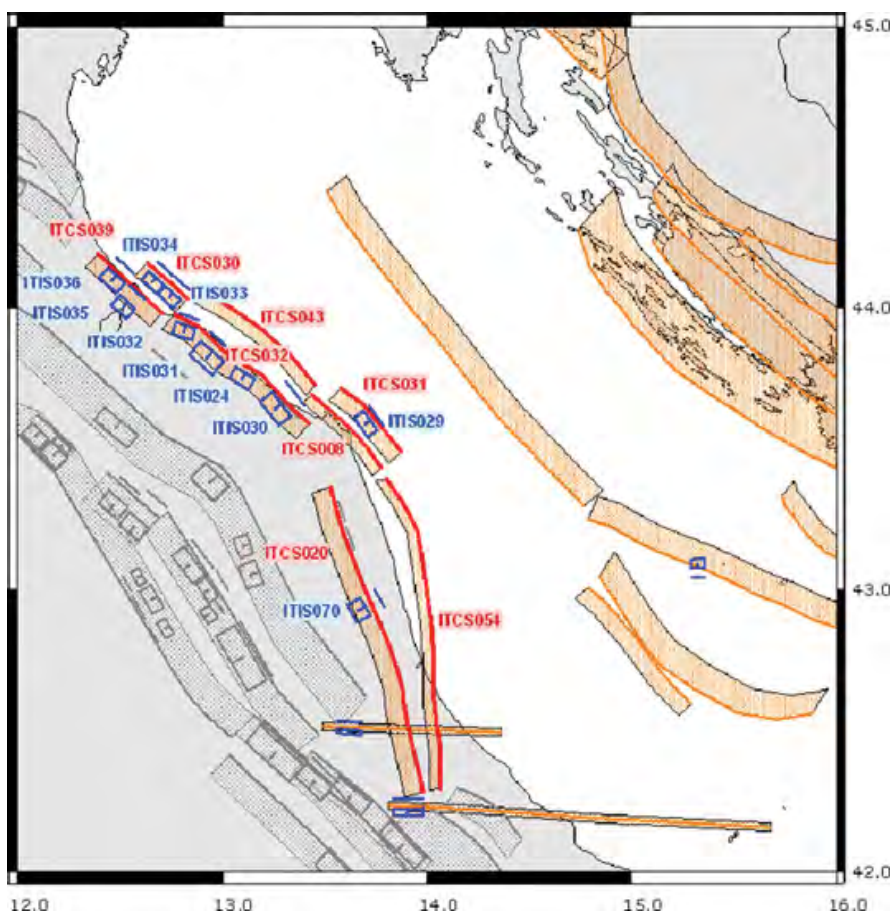 45.0
ITCS039
ITIS034
ITCS030
ITIS036
ITIS033
44.0
ITIS035
ITCS043
ITIS032
ITCS032
ITIS031
ITCS031
ITIS024
ITIS029
ITIS030
ITCS008
ITCS020
43.0
ITIS070
ITCS054
42.0
12.0
13.0
14.0
15.0
16.0